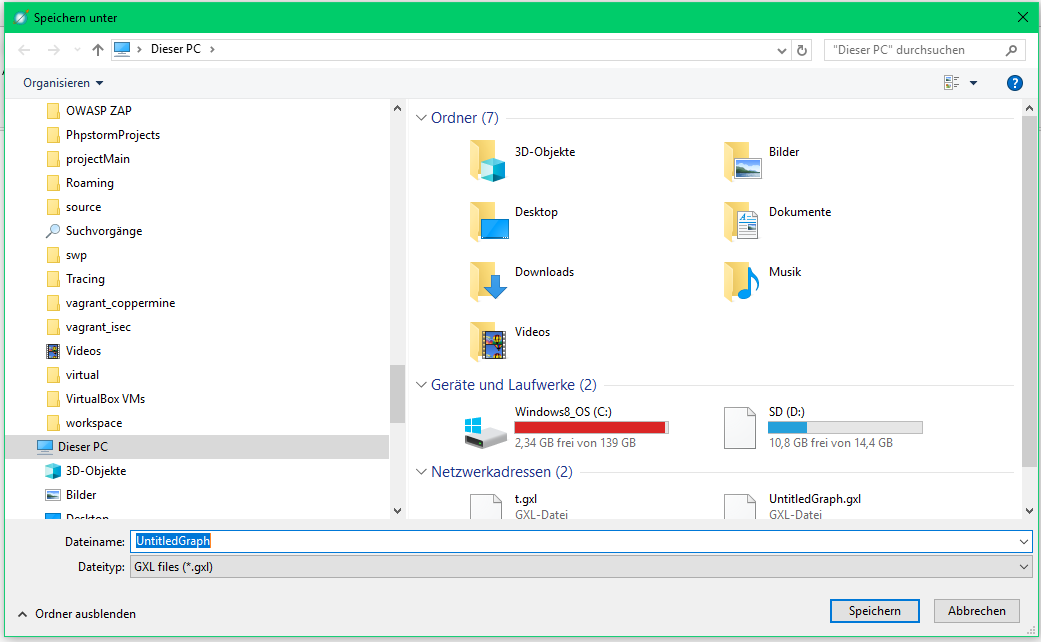 Speichern unter
Dieser PC
"Dieser PC" durchsuchen
Organisieren
?
OWASP ZAP
PhpstormProjects
projectMain
Roaming
source
Suchvorgänge
swp
Tracing
vagrant_coppermine
vagrant_isec
Videos
virtual
VirtualBox VMs
workspace
Dieser PC
3D-Objekte
Bilder
Desktop
Ordner (7)
3D-Objekte
Bilder
Desktop
Dokumente
Downloads
Musik
Videos
Geräte und Laufwerke (2)
Windows8_OS (C:)
2,34 GB frei von 139 GB
SD (D:)
10,8 GB frei von 14,4 GB
Netzwerkadressen (2)
t.gxl
GXL-Datei
UntitledGraph.gxl
GXL-Datei
Dateiname: UntitledGraph
Dateityp: GXL files (*.gxl)
Ordner ausblenden
Speichern
Abbrechen